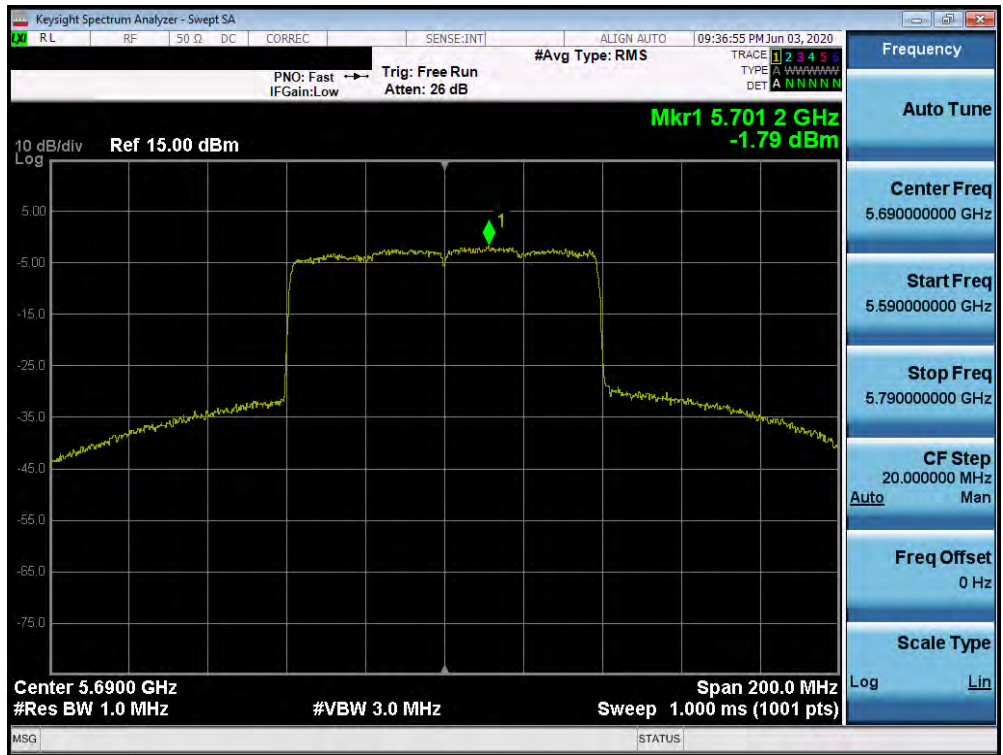 Keysight Spectrum Analyzer - Swept SA
LXI RL RF 50 Ω DC CORREC SENSE:INT ALIGN AUTO 09:36:55 PM Jun 03, 2020
#Avg Type: RMS TRACE 1 2 3 4 5 6
PNO: Fast Trig: Free Run TYPE A WWWWW
IFGain:Low Atten: 26 dB DET A N N N N N
Mkr1 5.701 2 GHz
-1.79 dBm
10 dB/div Ref 15.00 dBm
Log
5.00
-5.00
-15.0
-25.0
-35.0
-45.0
-55.0
-65.0
-75.0
1
Center 5.6900 GHz Span 200.0 MHz
#Res BW 1.0 MHz #VBW 3.0 MHz Sweep 1.000 ms (1001 pts)
MSG STATUS
Frequency
Auto Tune
Center Freq
5.690000000 GHz
Start Freq
5.590000000 GHz
Stop Freq
5.790000000 GHz
CF Step
20.000000 MHz
Auto Man
Freq Offset
0 Hz
Scale Type
Log Lin